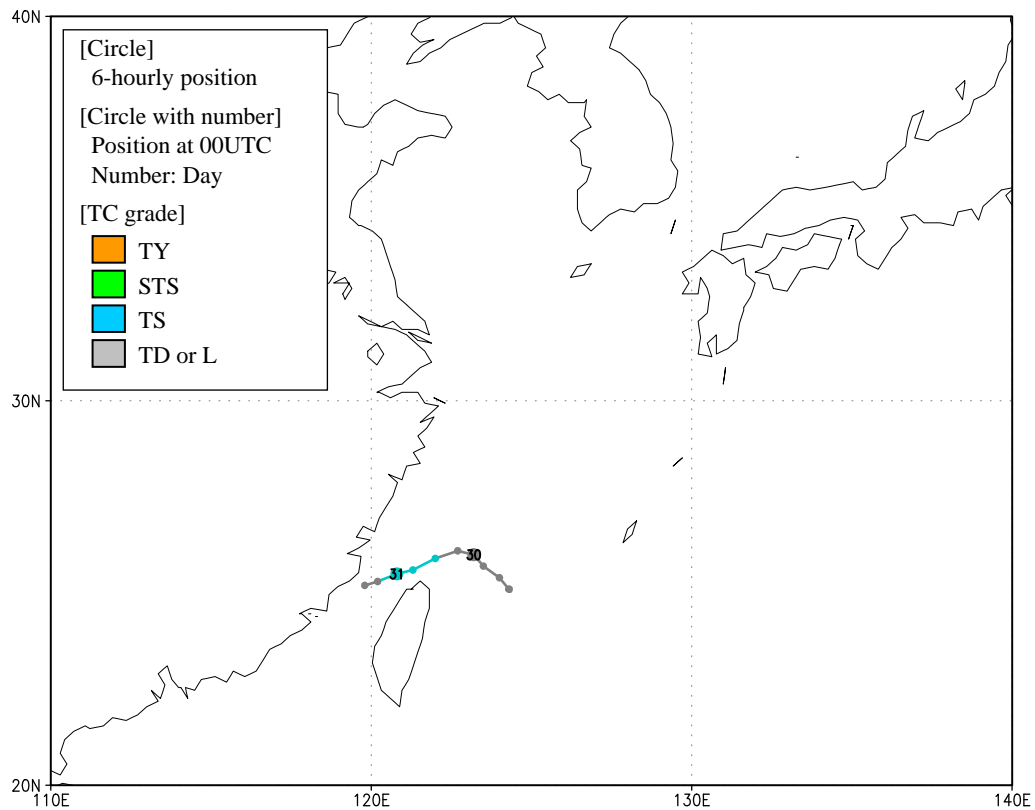 40N
[Circle]
6-hourly position
[Circle with number]
Position at 00UTC
Number: Day
[TC grade]
TY
STS
TS
TD or L
30N
30
31
20N
110E 120E 130E 140E